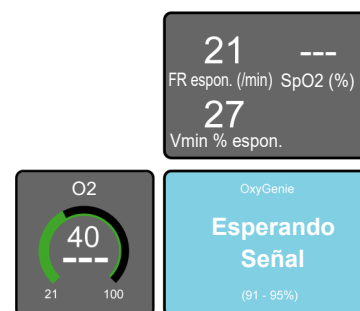 21 ---
FR espon. (/min) SpO2 (%)
27
Vmin % espon.
O2
40
---
21 100
OxyGenie
Esperando
Señal
(91 - 95%)